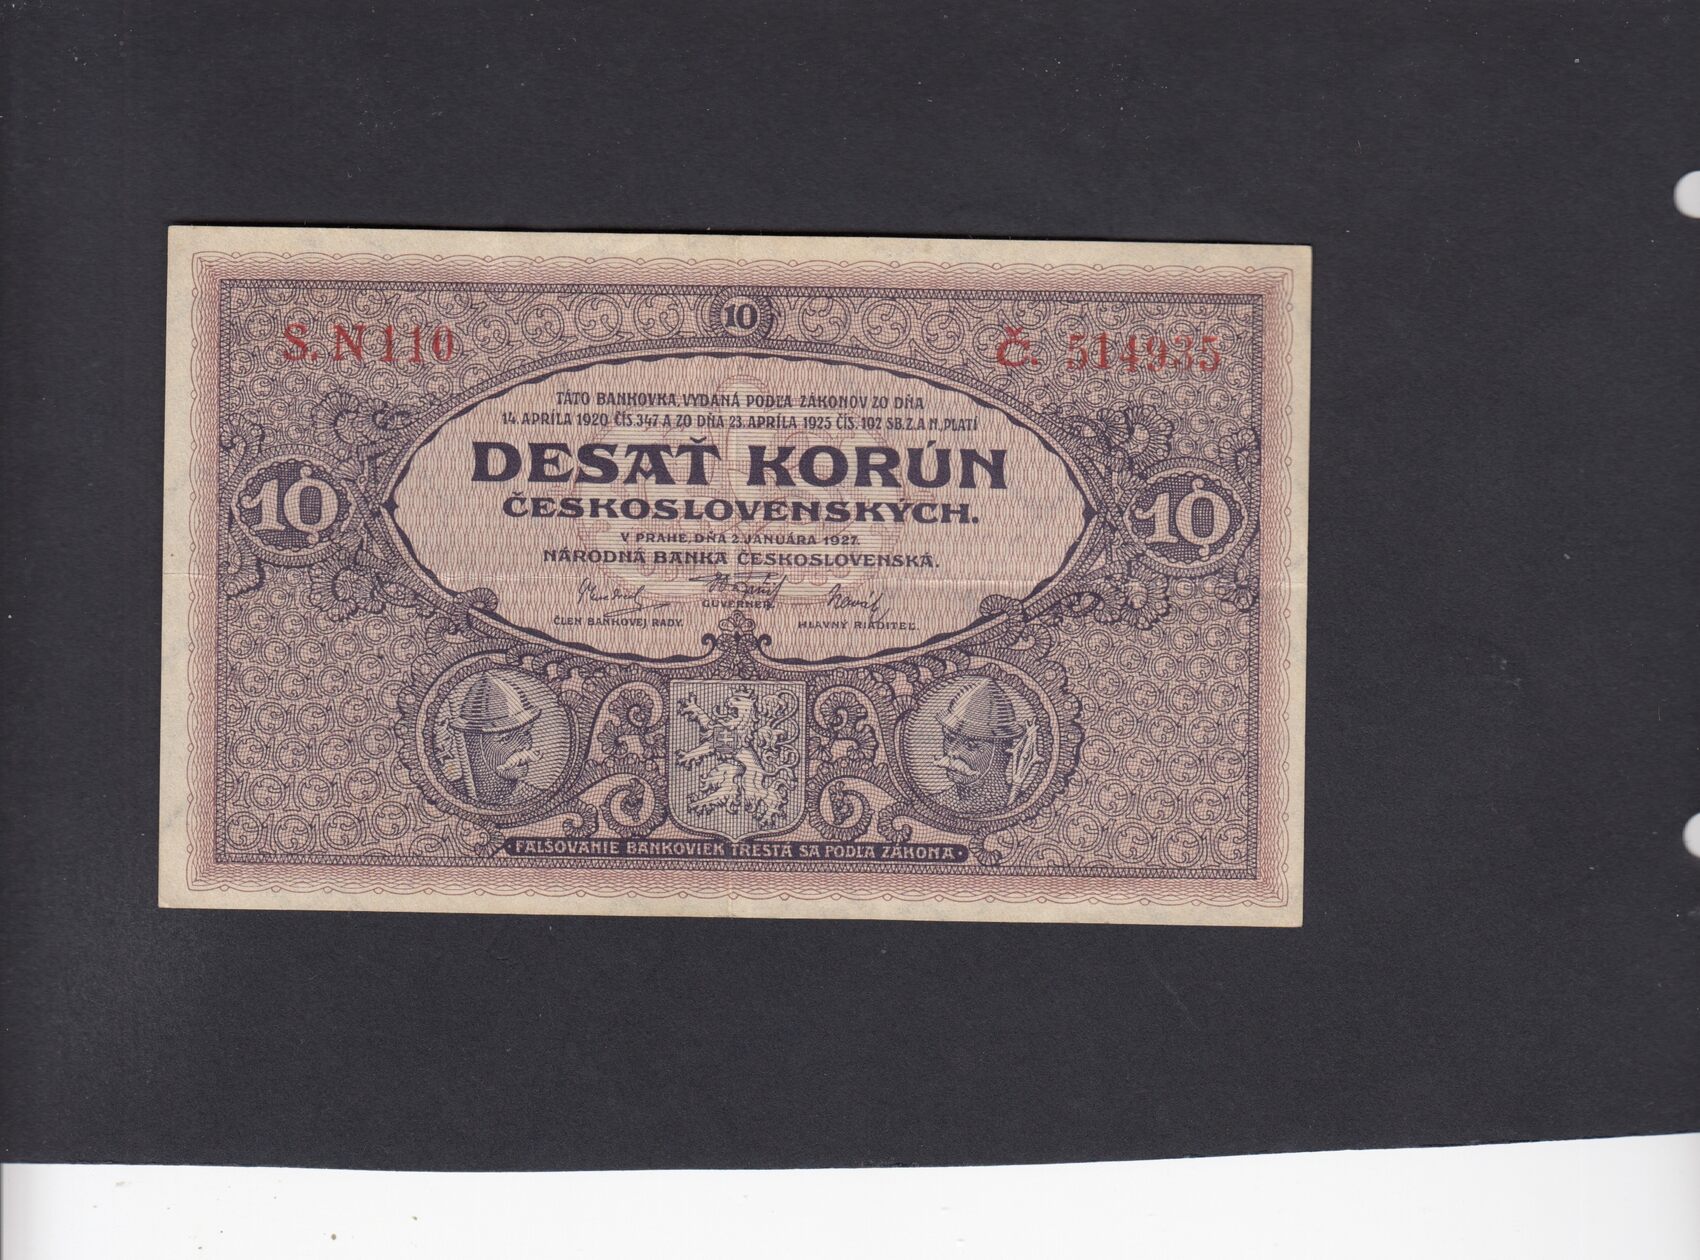 10
S. N110
Č. 514935
TÁTO BANKOVKA, VYDANÁ PODĽA ZÁKONOV ZO DŇA
14. APRÍLA 1920 ČÍS. 347 A ZO DŇA 23. APRÍLA 1925 ČÍS. 102 SB. Z. A N. PLATÍ
DESAŤ KORÚN
ČESKOSLOVENSKÝCH.
10
10
V PRAHE, DŇA 2. JANUÁRA 1927.
NÁRODNÁ BANKA ČESKOSLOVENSKÁ.
GUVERNER.
ČLEN BANKOVEJ RADY.
HLAVNÝ RIADITEĽ.
· FALŠOVANIE BANKOVIEK TRESTÁ SA PODĽA ZÁKONA ·